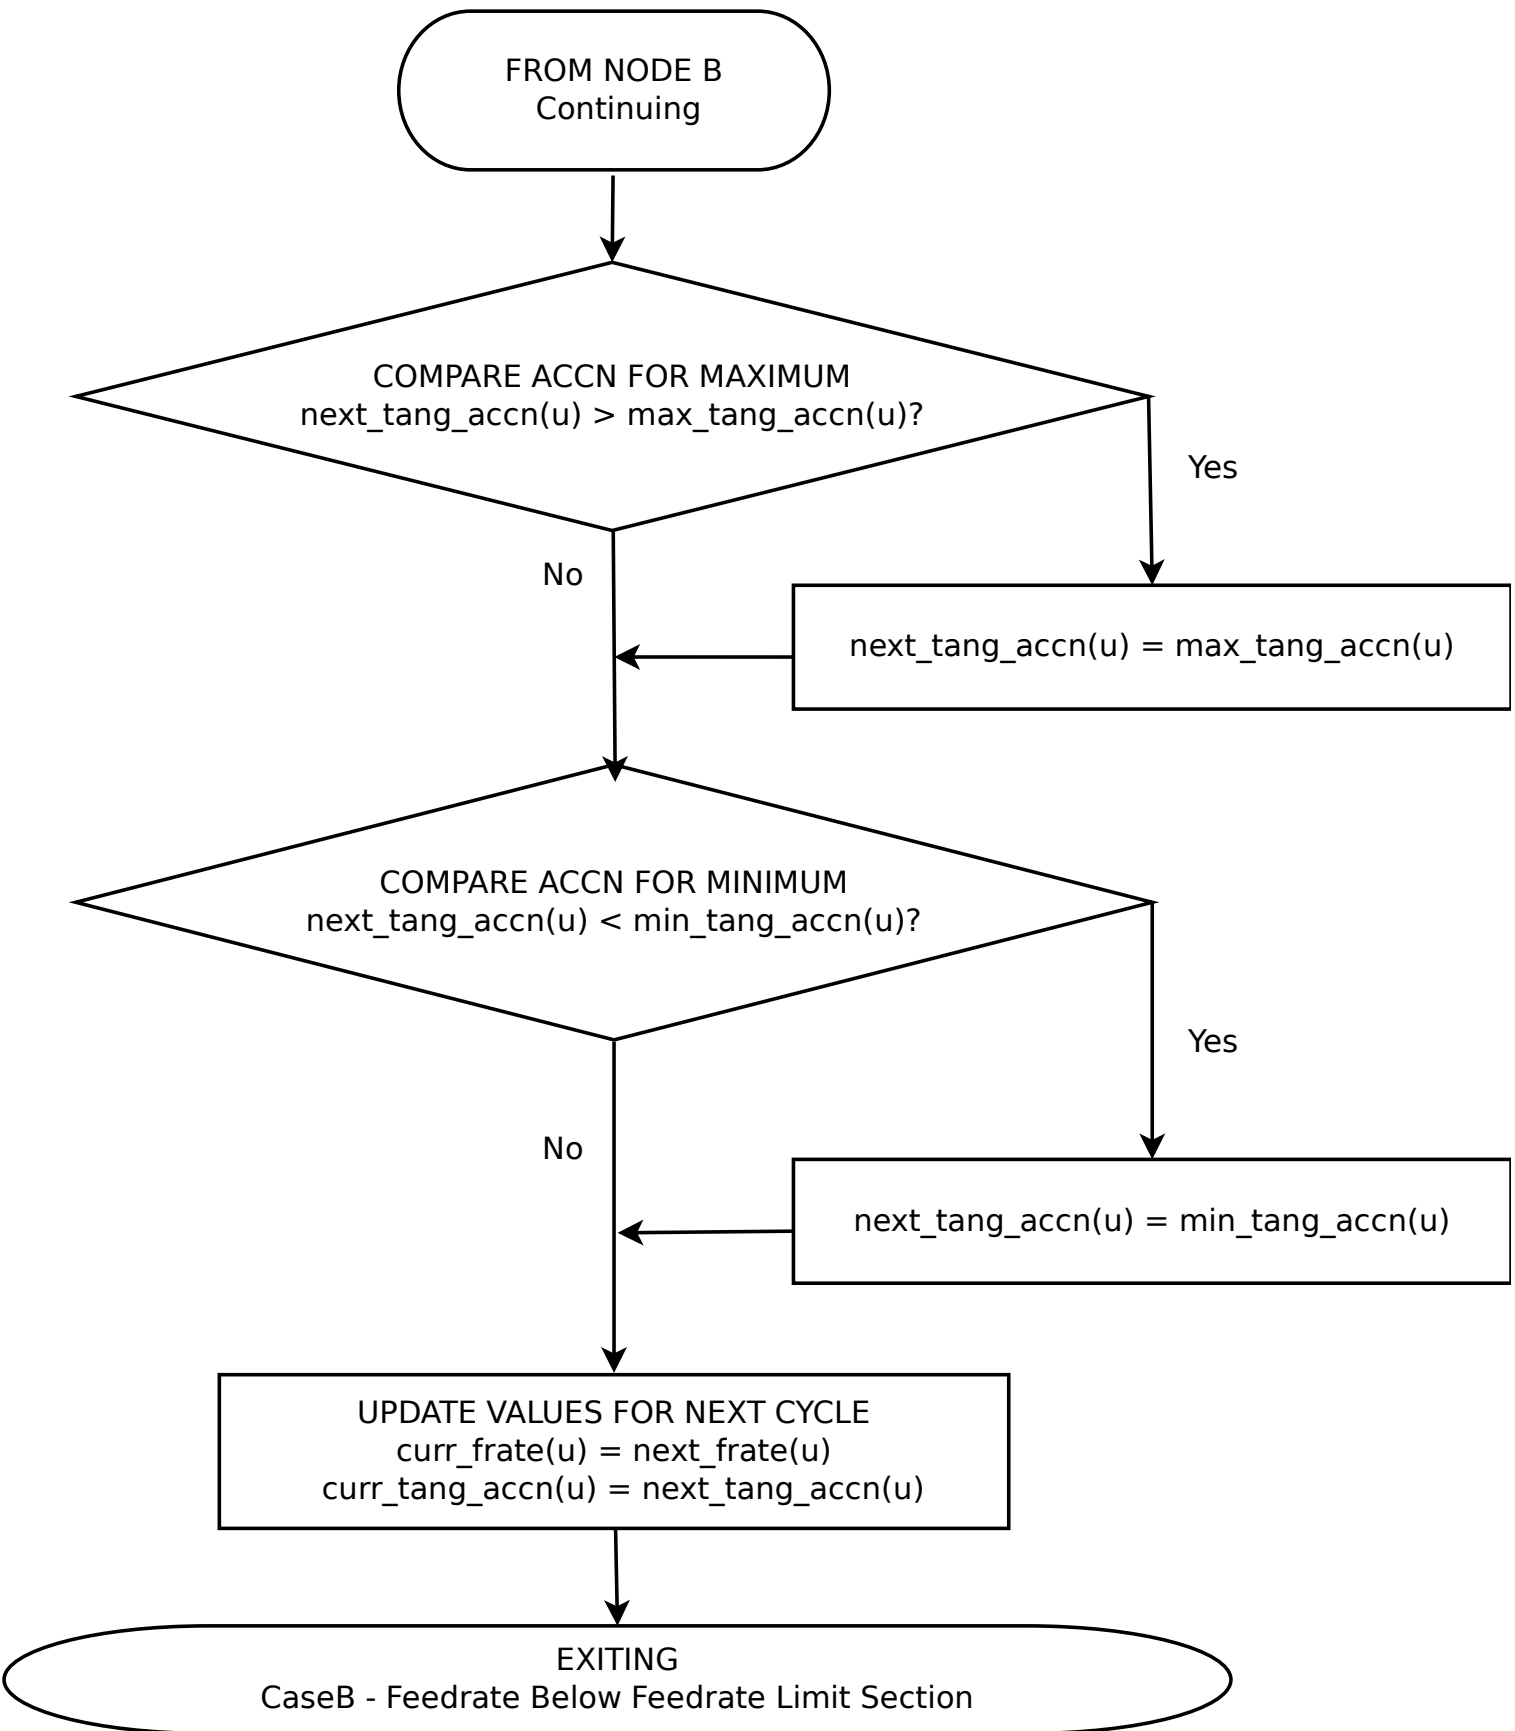 FROM NODE B
Continuing
COMPARE ACCN FOR MAXIMUM
next_tang_accn(u) > max_tang_accn(u)?
Yes
No
next_tang_accn(u) = max_tang_accn(u)
COMPARE ACCN FOR MINIMUM
next_tang_accn(u) < min_tang_accn(u)?
Yes
No
next_tang_accn(u) = min_tang_accn(u)
UPDATE VALUES FOR NEXT CYCLE
curr_frate(u) = next_frate(u)
curr_tang_accn(u) = next_tang_accn(u)
EXITING
CaseB - Feedrate Below Feedrate Limit Section